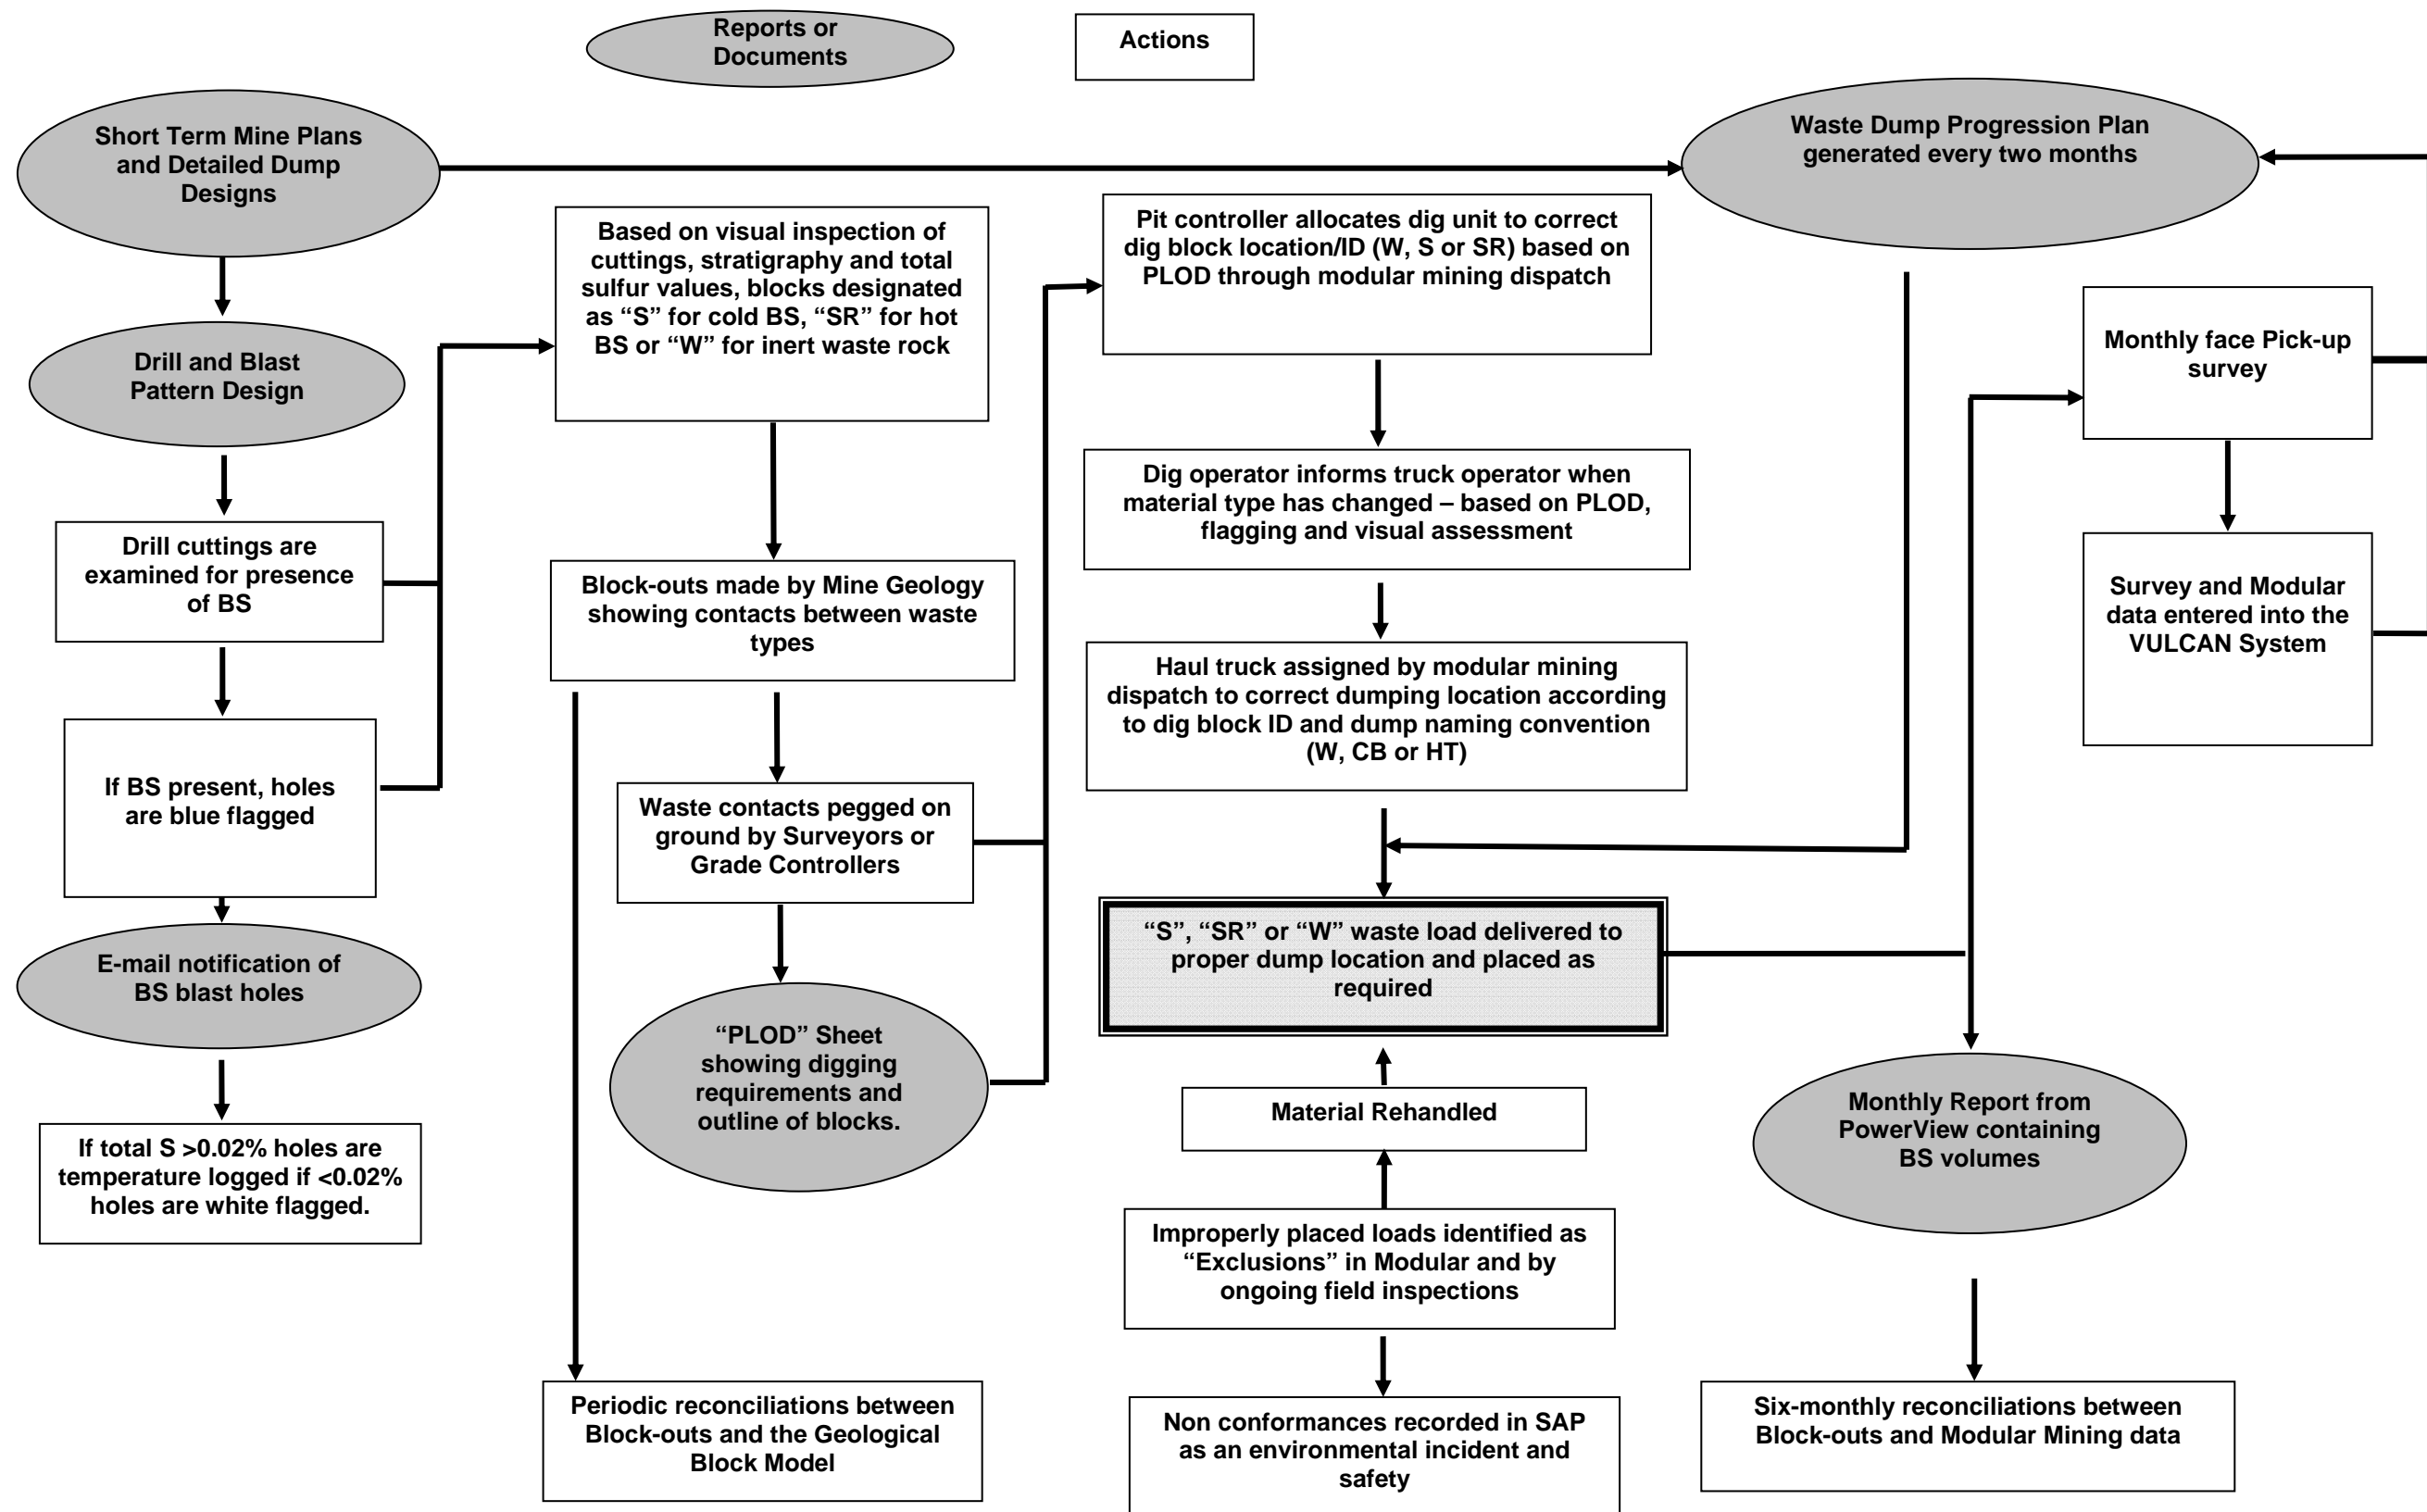 Reports or
Documents
Actions
Short Term Mine Plans
and Detailed Dump
Designs
Drill and Blast
Pattern Design
Drill cuttings are
examined for presence
of BS
If BS present, holes
are blue flagged
E-mail notification of
BS blast holes
If total S >0.02% holes are
temperature logged if <0.02%
holes are white flagged.
Based on visual inspection of
cuttings, stratigraphy and total
sulfur values, blocks designated
as “S” for cold BS, “SR” for hot
BS or “W” for inert waste rock
Block-outs made by Mine Geology
showing contacts between waste
types
Waste contacts pegged on
ground by Surveyors or
Grade Controllers
“PLOD” Sheet
showing digging
requirements and
outline of blocks.
Periodic reconciliations between
Block-outs and the Geological
Block Model
Pit controller allocates dig unit to correct
dig block location/ID (W, S or SR) based on
PLOD through modular mining dispatch
Dig operator informs truck operator when
material type has changed – based on PLOD,
flagging and visual assessment
Haul truck assigned by modular mining
dispatch to correct dumping location according
to dig block ID and dump naming convention
(W, CB or HT)
“S”, “SR” or “W” waste load delivered to
proper dump location and placed as
required
Material Rehandled
Improperly placed loads identified as
“Exclusions” in Modular and by
ongoing field inspections
Non conformances recorded in SAP
as an environmental incident and
safety
Waste Dump Progression Plan
generated every two months
Monthly face Pick-up
survey
Survey and Modular
data entered into the
VULCAN System
Monthly Report from
PowerView containing
BS volumes
Six-monthly reconciliations between
Block-outs and Modular Mining data